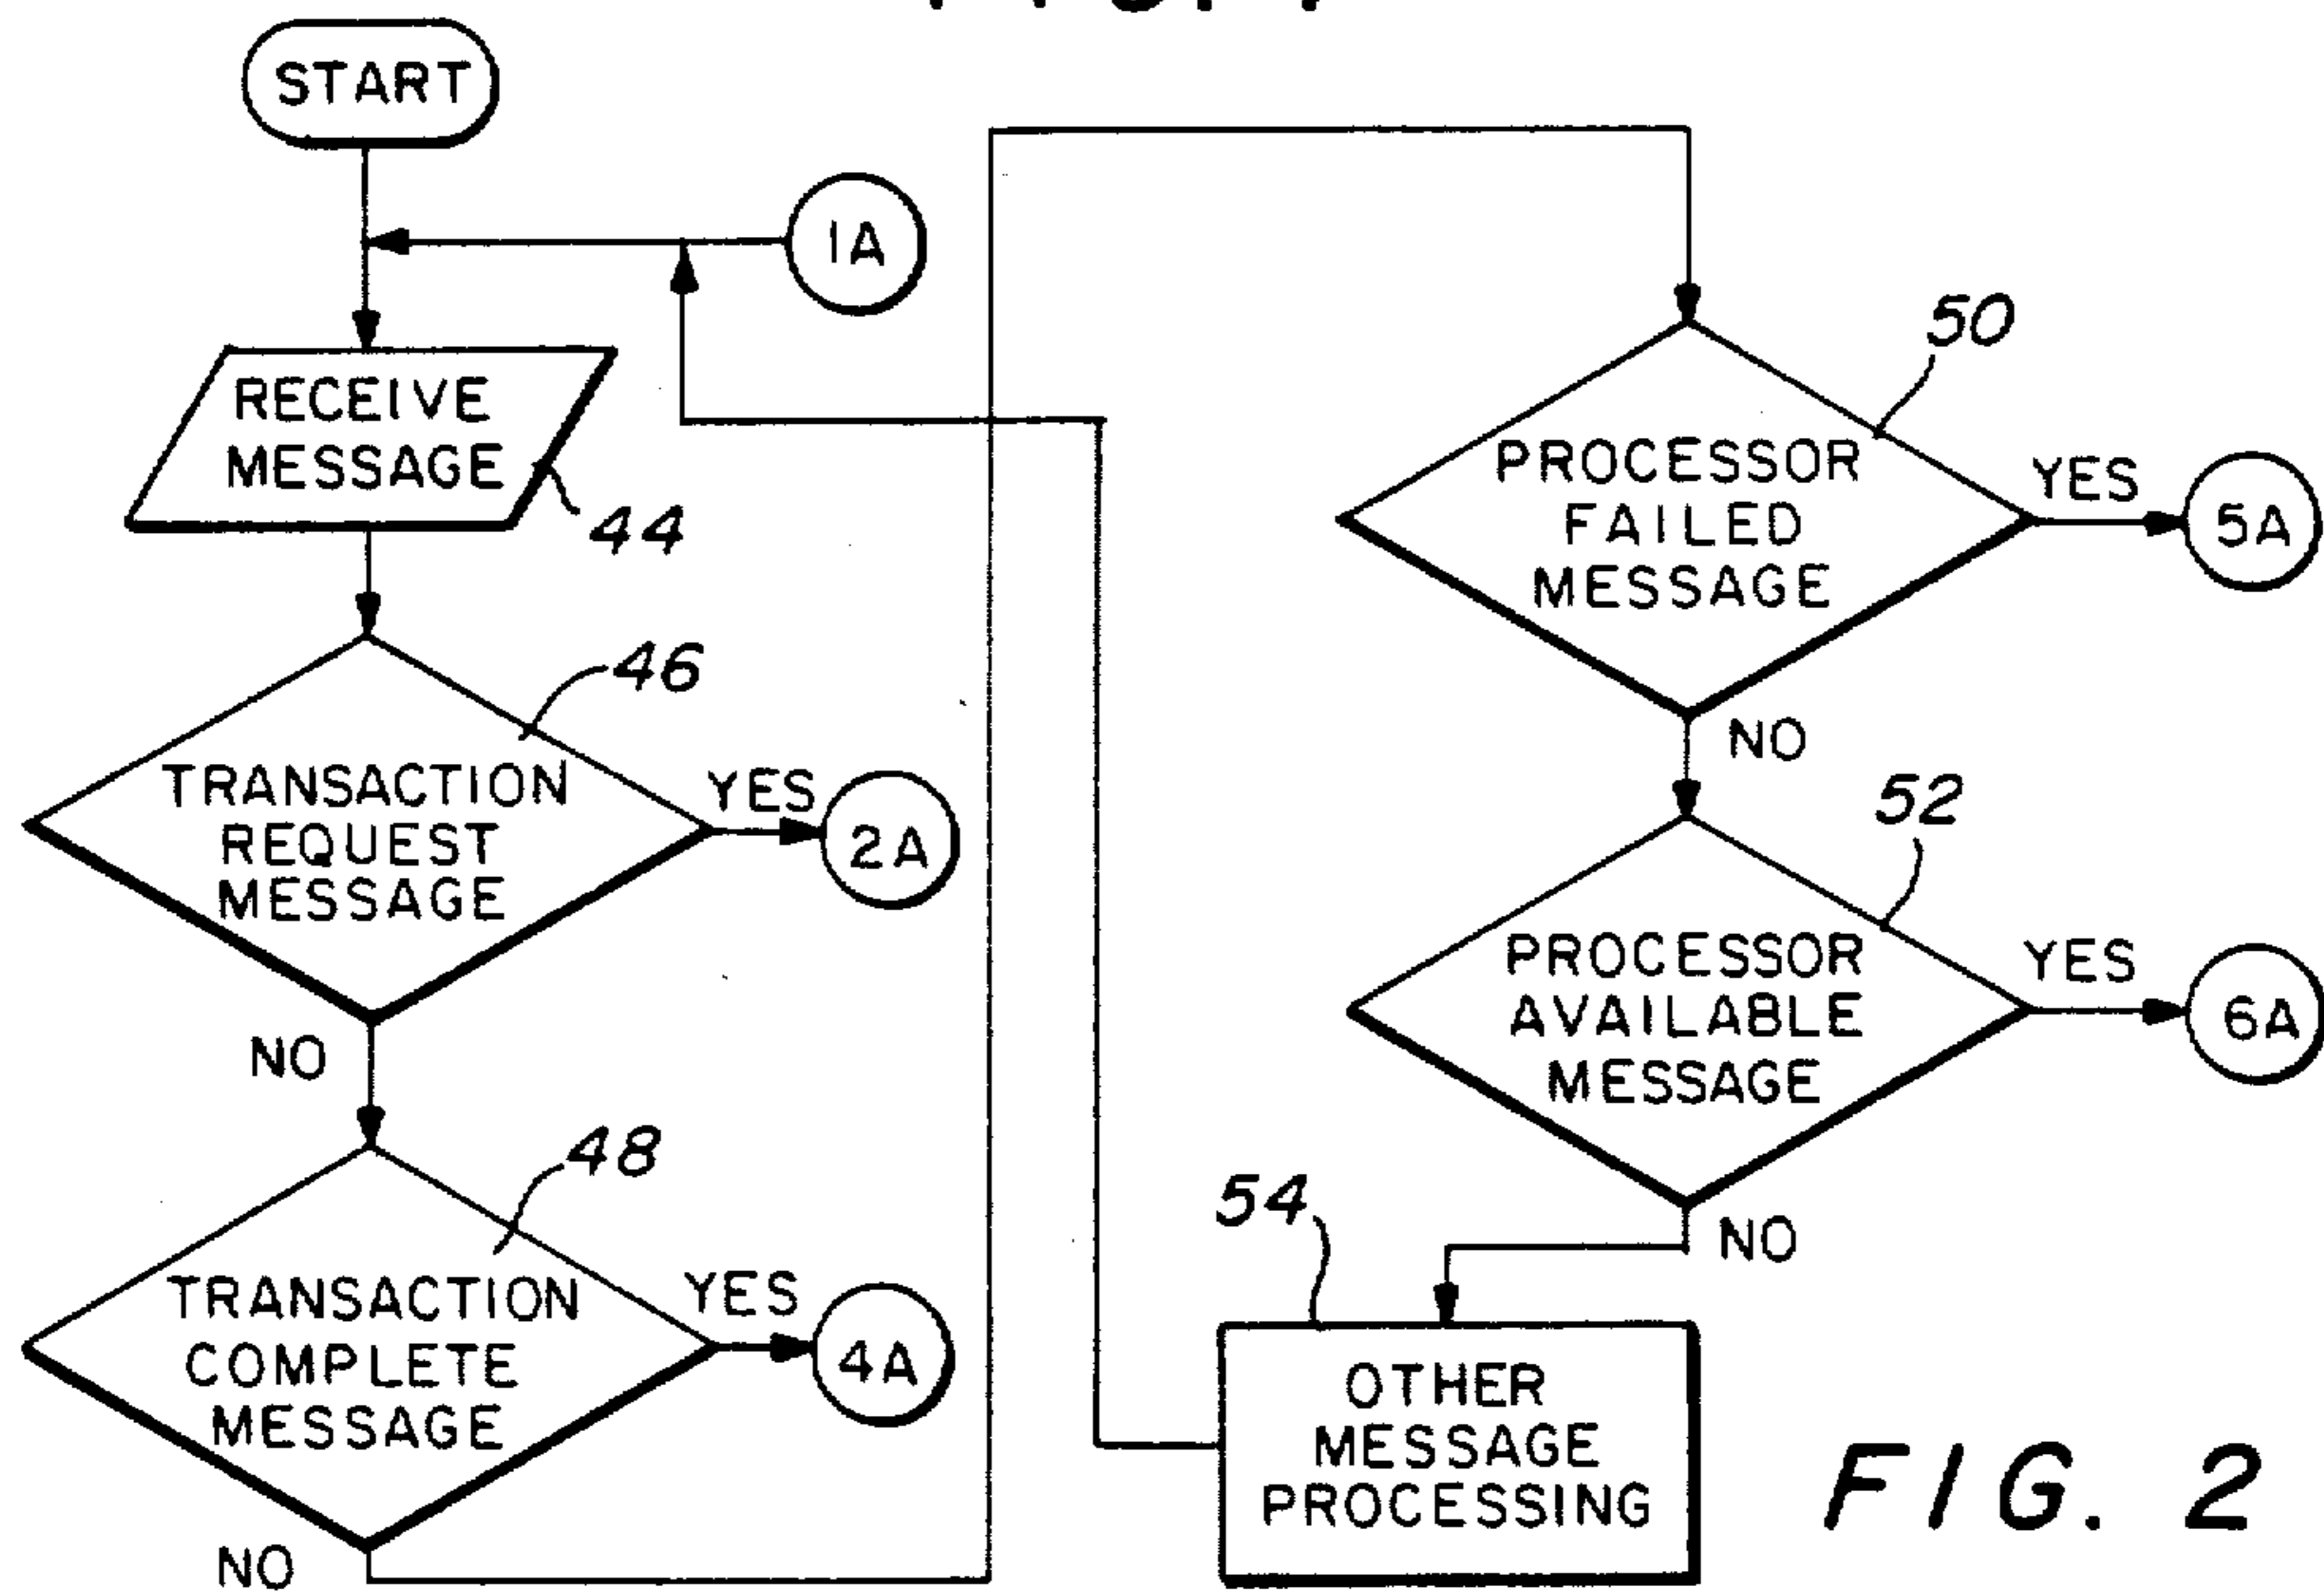 START
1A
RECEIVE
MESSAGE
44
46
TRANSACTION
REQUEST
MESSAGE
YES
2A
NO
48
TRANSACTION
COMPLETE
MESSAGE
YES
4A
NO
50
PROCESSOR
FAILED
MESSAGE
YES
5A
NO
52
PROCESSOR
AVAILABLE
MESSAGE
YES
6A
NO
54
OTHER
MESSAGE
PROCESSING
FIG. 2